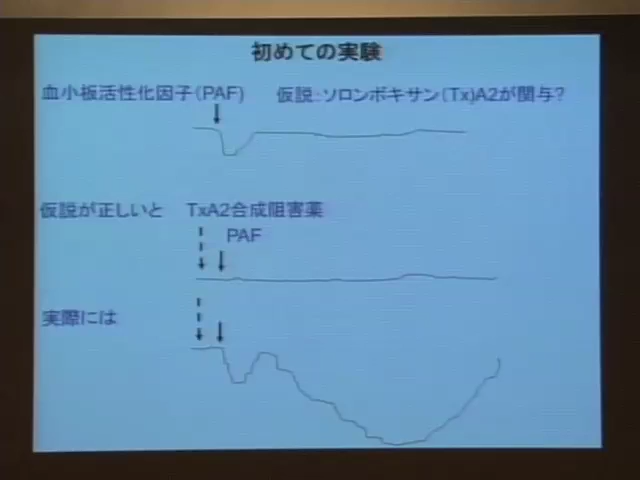 初めての実験
血小板活性化因子（PAF)　仮説：ソロンボキサン（Tx)A2が関与?
仮説が正しいと　TxA2合成阻害薬
PAF
実際には